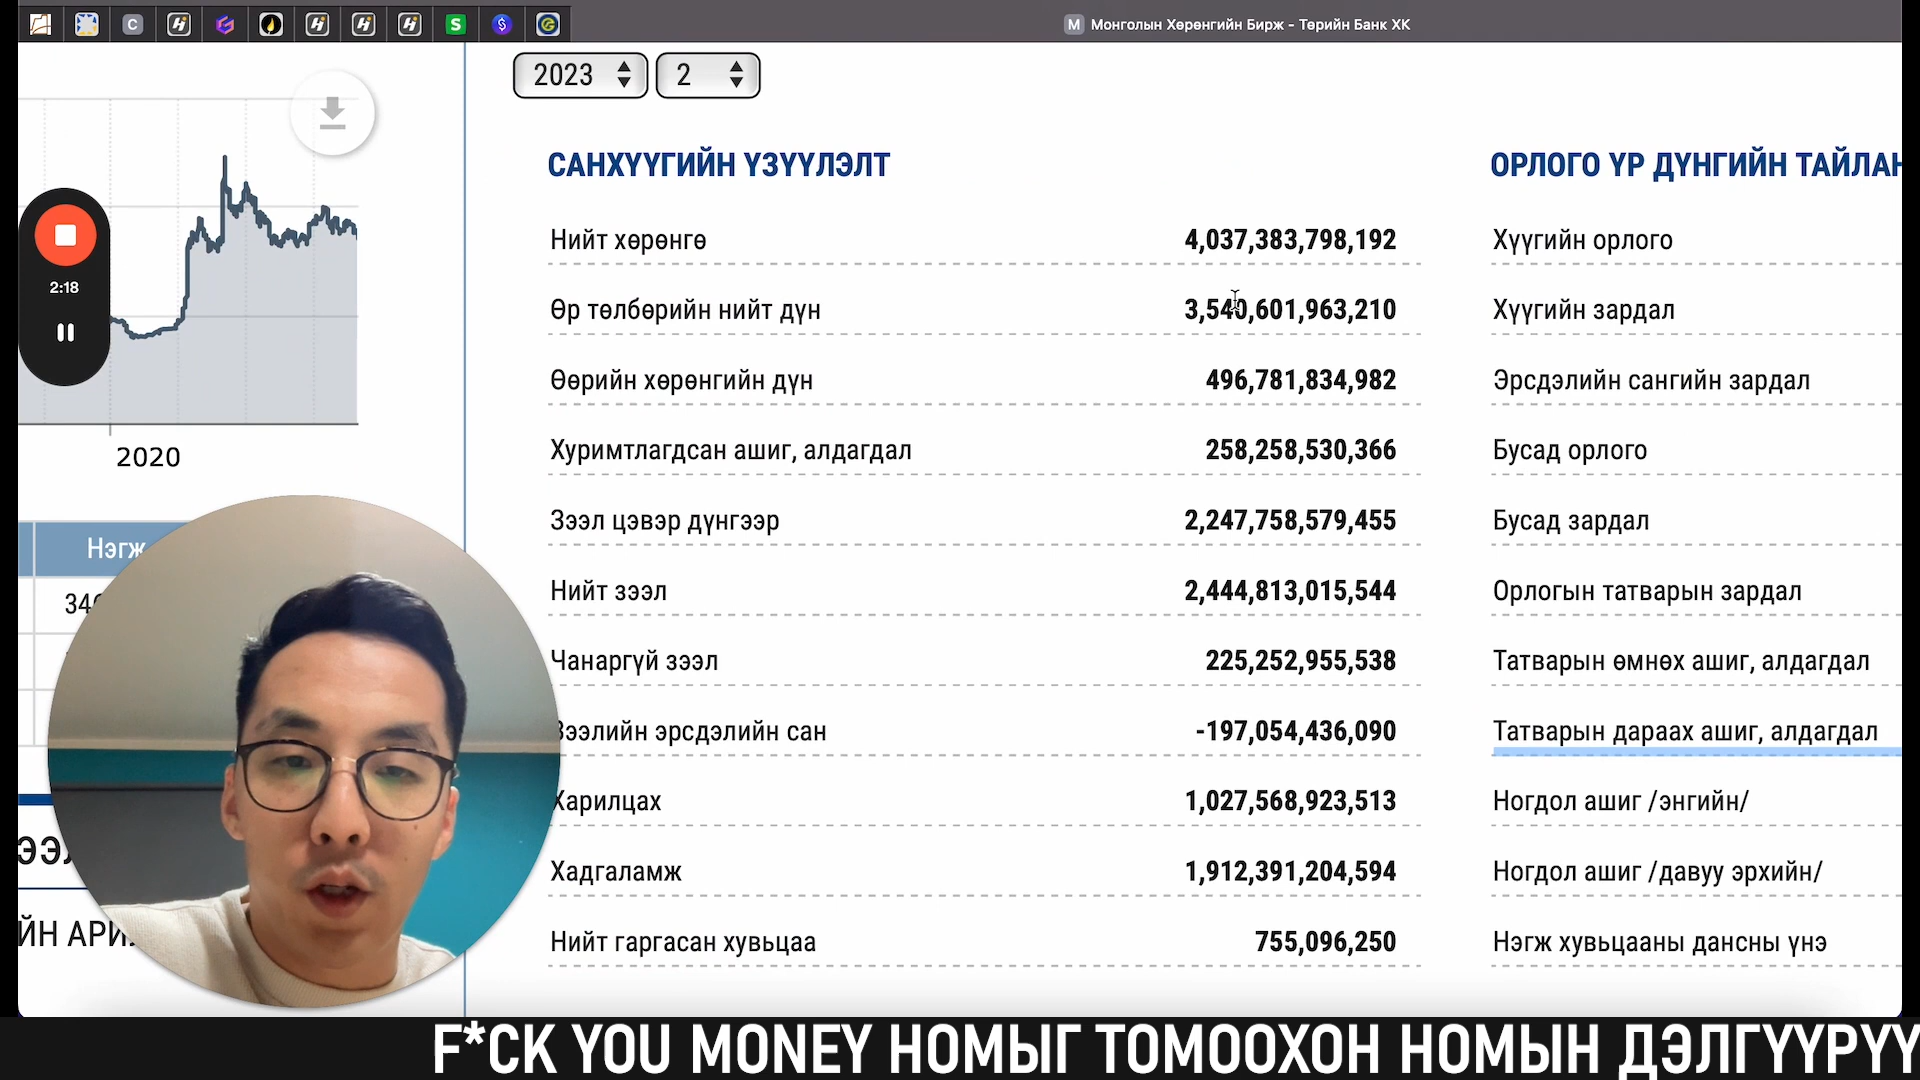 Монголын Хөрөнгийн Бирж - Төрийн Банк ХК
2023 2
2:18
2020
Нэгж
ЙН
САНХҮҮГИЙН ҮЗҮҮЛЭЛТ
Нийт хөрөнгө 4,037,383,798,192
Өр төлбөрийн нийт дүн 3,540,601,963,210
Өөрийн хөрөнгийн дүн 496,781,834,982
Хуримтлагдсан ашиг, алдагдал 258,258,530,366
Зээл цэвэр дүнгээр 2,247,758,579,455
Нийт зээл 2,444,813,015,544
Чанаргүй зээл 225,252,955,538
Зээлийн эрсдэлийн сан -197,054,436,090
Харилцах 1,027,568,923,513
Хадгаламж 1,912,391,204,594
Нийт гаргасан хувьцаа 755,096,250
ОРЛОГО ҮР ДҮНГИЙН ТАЙЛАН
Хүүгийн орлого
Хүүгийн зардал
Эрсдэлийн сангийн зардал
Бусад орлого
Бусад зардал
Орлогын татварын зардал
Татварын өмнөх ашиг, алдагдал
Татварын дараах ашиг, алдагдал
Ногдол ашиг /энгийн/
Ногдол ашиг /давуу эрхийн/
Нэгж хувьцааны дансны үнэ
F*CK YOU MONEY НОМЫГ ТОМООХОН НОМЫН ДЭЛГҮҮРҮҮ